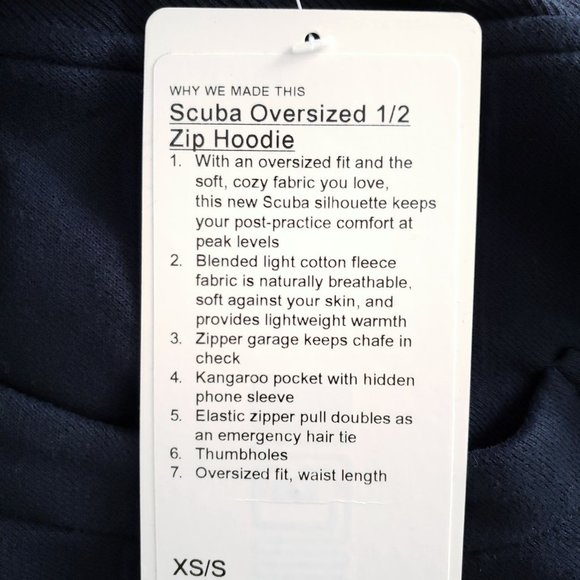 WHY WE MADE THIS
Scuba Oversized 1/2
Zip Hoodie
1. With an oversized fit and the
soft, cozy fabric you love,
this new Scuba silhouette keeps
your post-practice comfort at
peak levels
2. Blended light cotton fleece
fabric is naturally breathable,
soft against your skin, and
provides lightweight warmth
3. Zipper garage keeps chafe in
check
4. Kangaroo pocket with hidden
phone sleeve
5. Elastic zipper pull doubles as
an emergency hair tie
6. Thumbholes
7. Oversized fit, waist length
XS/S